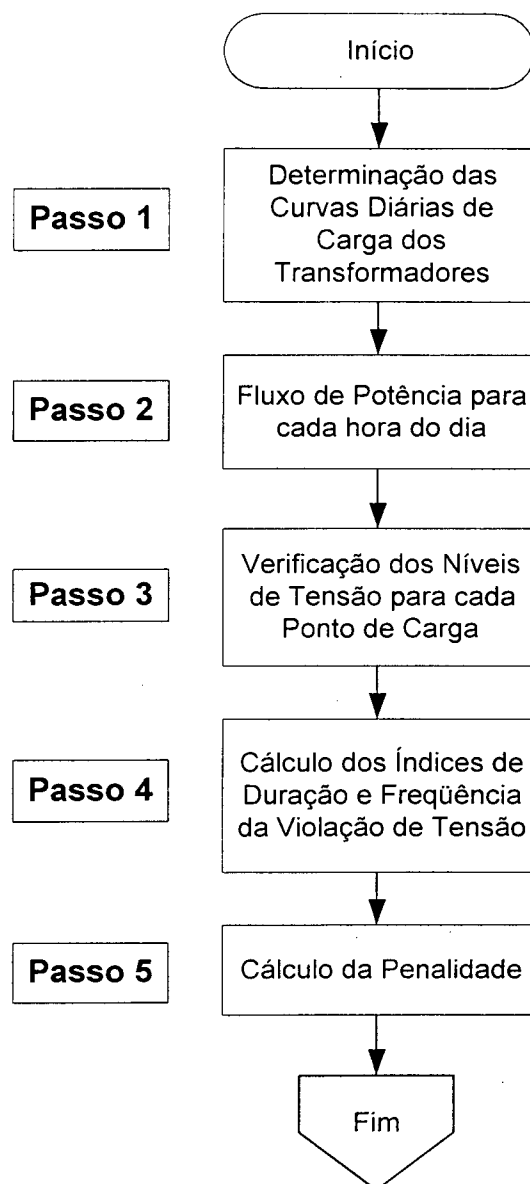 Início
Passo 1
Determinação das
Curvas Diárias de
Carga dos
Transformadores
Passo 2
Fluxo de Potência para
cada hora do dia
Passo 3
Verificação dos Níveis
de Tensão para cada
Ponto de Carga
Passo 4
Cálculo dos Índices de
Duração e Freqüência
da Violação de Tensão
Passo 5
Cálculo da Penalidade
Fim